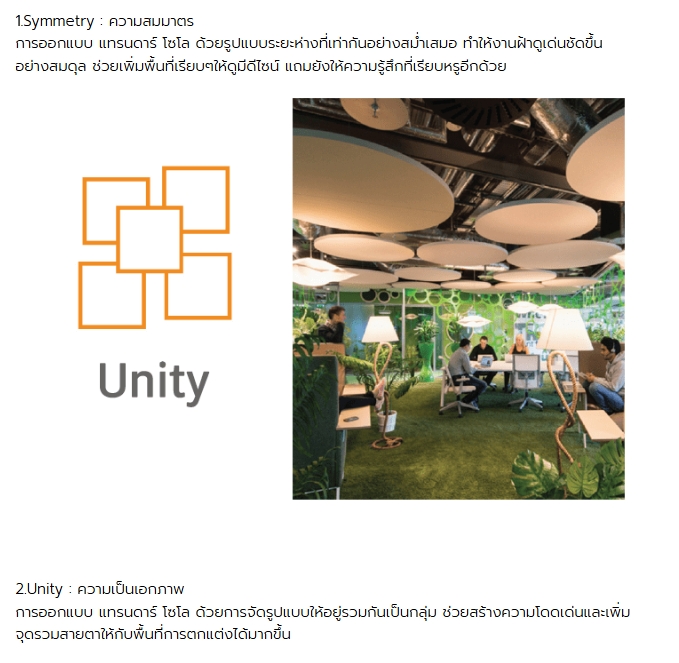 1.Symmetry : ความสมมาตร
การออกแบบ แทรนดาร์ โซโล ด้วยรูปแบบระยะห่างที่เท่ากันอย่างสม่ำเสมอ ทำให้งานฝ้าดูเด่นชัดขึ้น
อย่างสมดุล ช่วยเพิ่มพื้นที่เรียบๆให้ดูมีดีไซน์ แถมยังให้ความรู้สึกที่เรียบหรูอีกด้วย
Unity
2.Unity : ความเป็นเอกภาพ
การออกแบบ แทรนดาร์ โซโล ด้วยการจัดรูปแบบให้อยู่รวมกันเป็นกลุ่ม ช่วยสร้างความโดดเด่นและเพิ่ม
จุดรวมสายตาให้กับพื้นที่การตกแต่งได้มากขึ้น